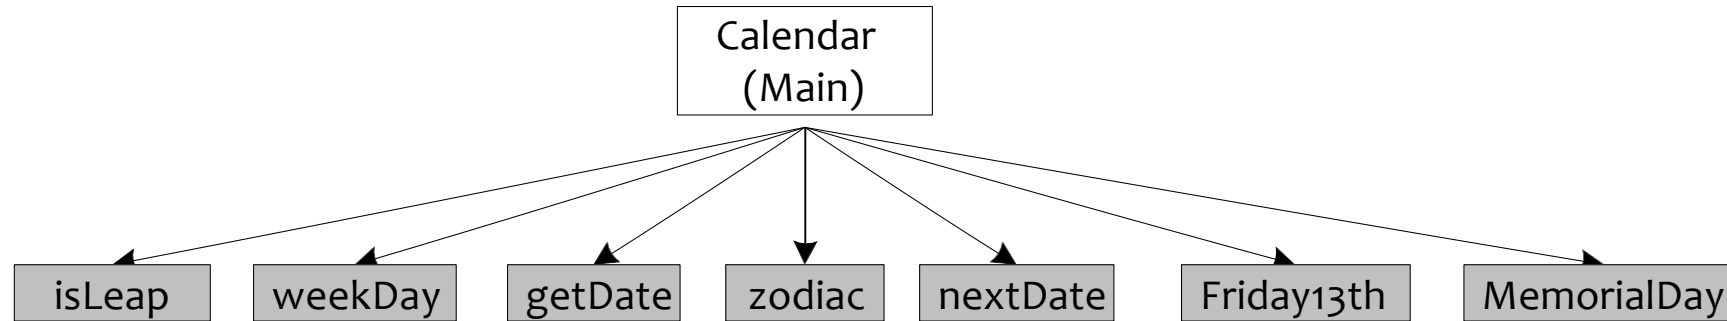 Calendar
(Main)
isLeap
weekDay
getDate
zodiac
nextDate
Friday13th
MemorialDay